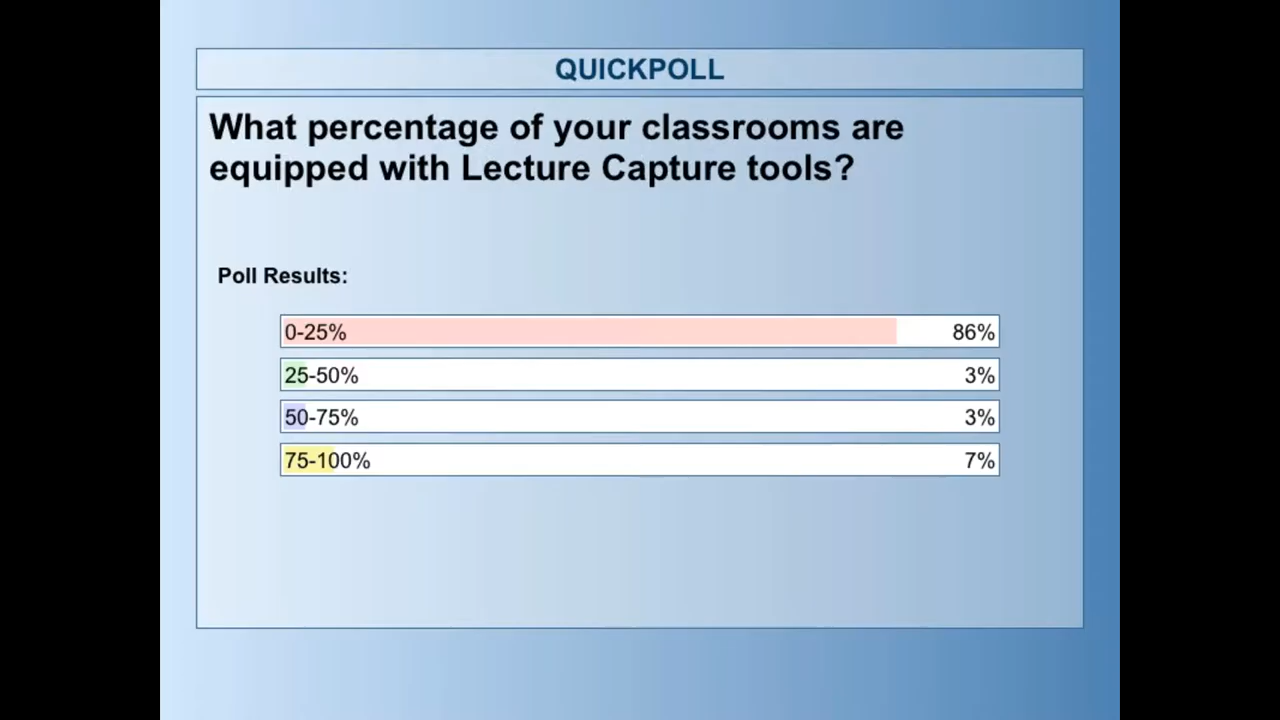 QUICKPOLL
What percentage of your classrooms are
equipped with Lecture Capture tools?
Poll Results:
0-25% 86%
25-50% 3%
50-75% 3%
75-100% 7%